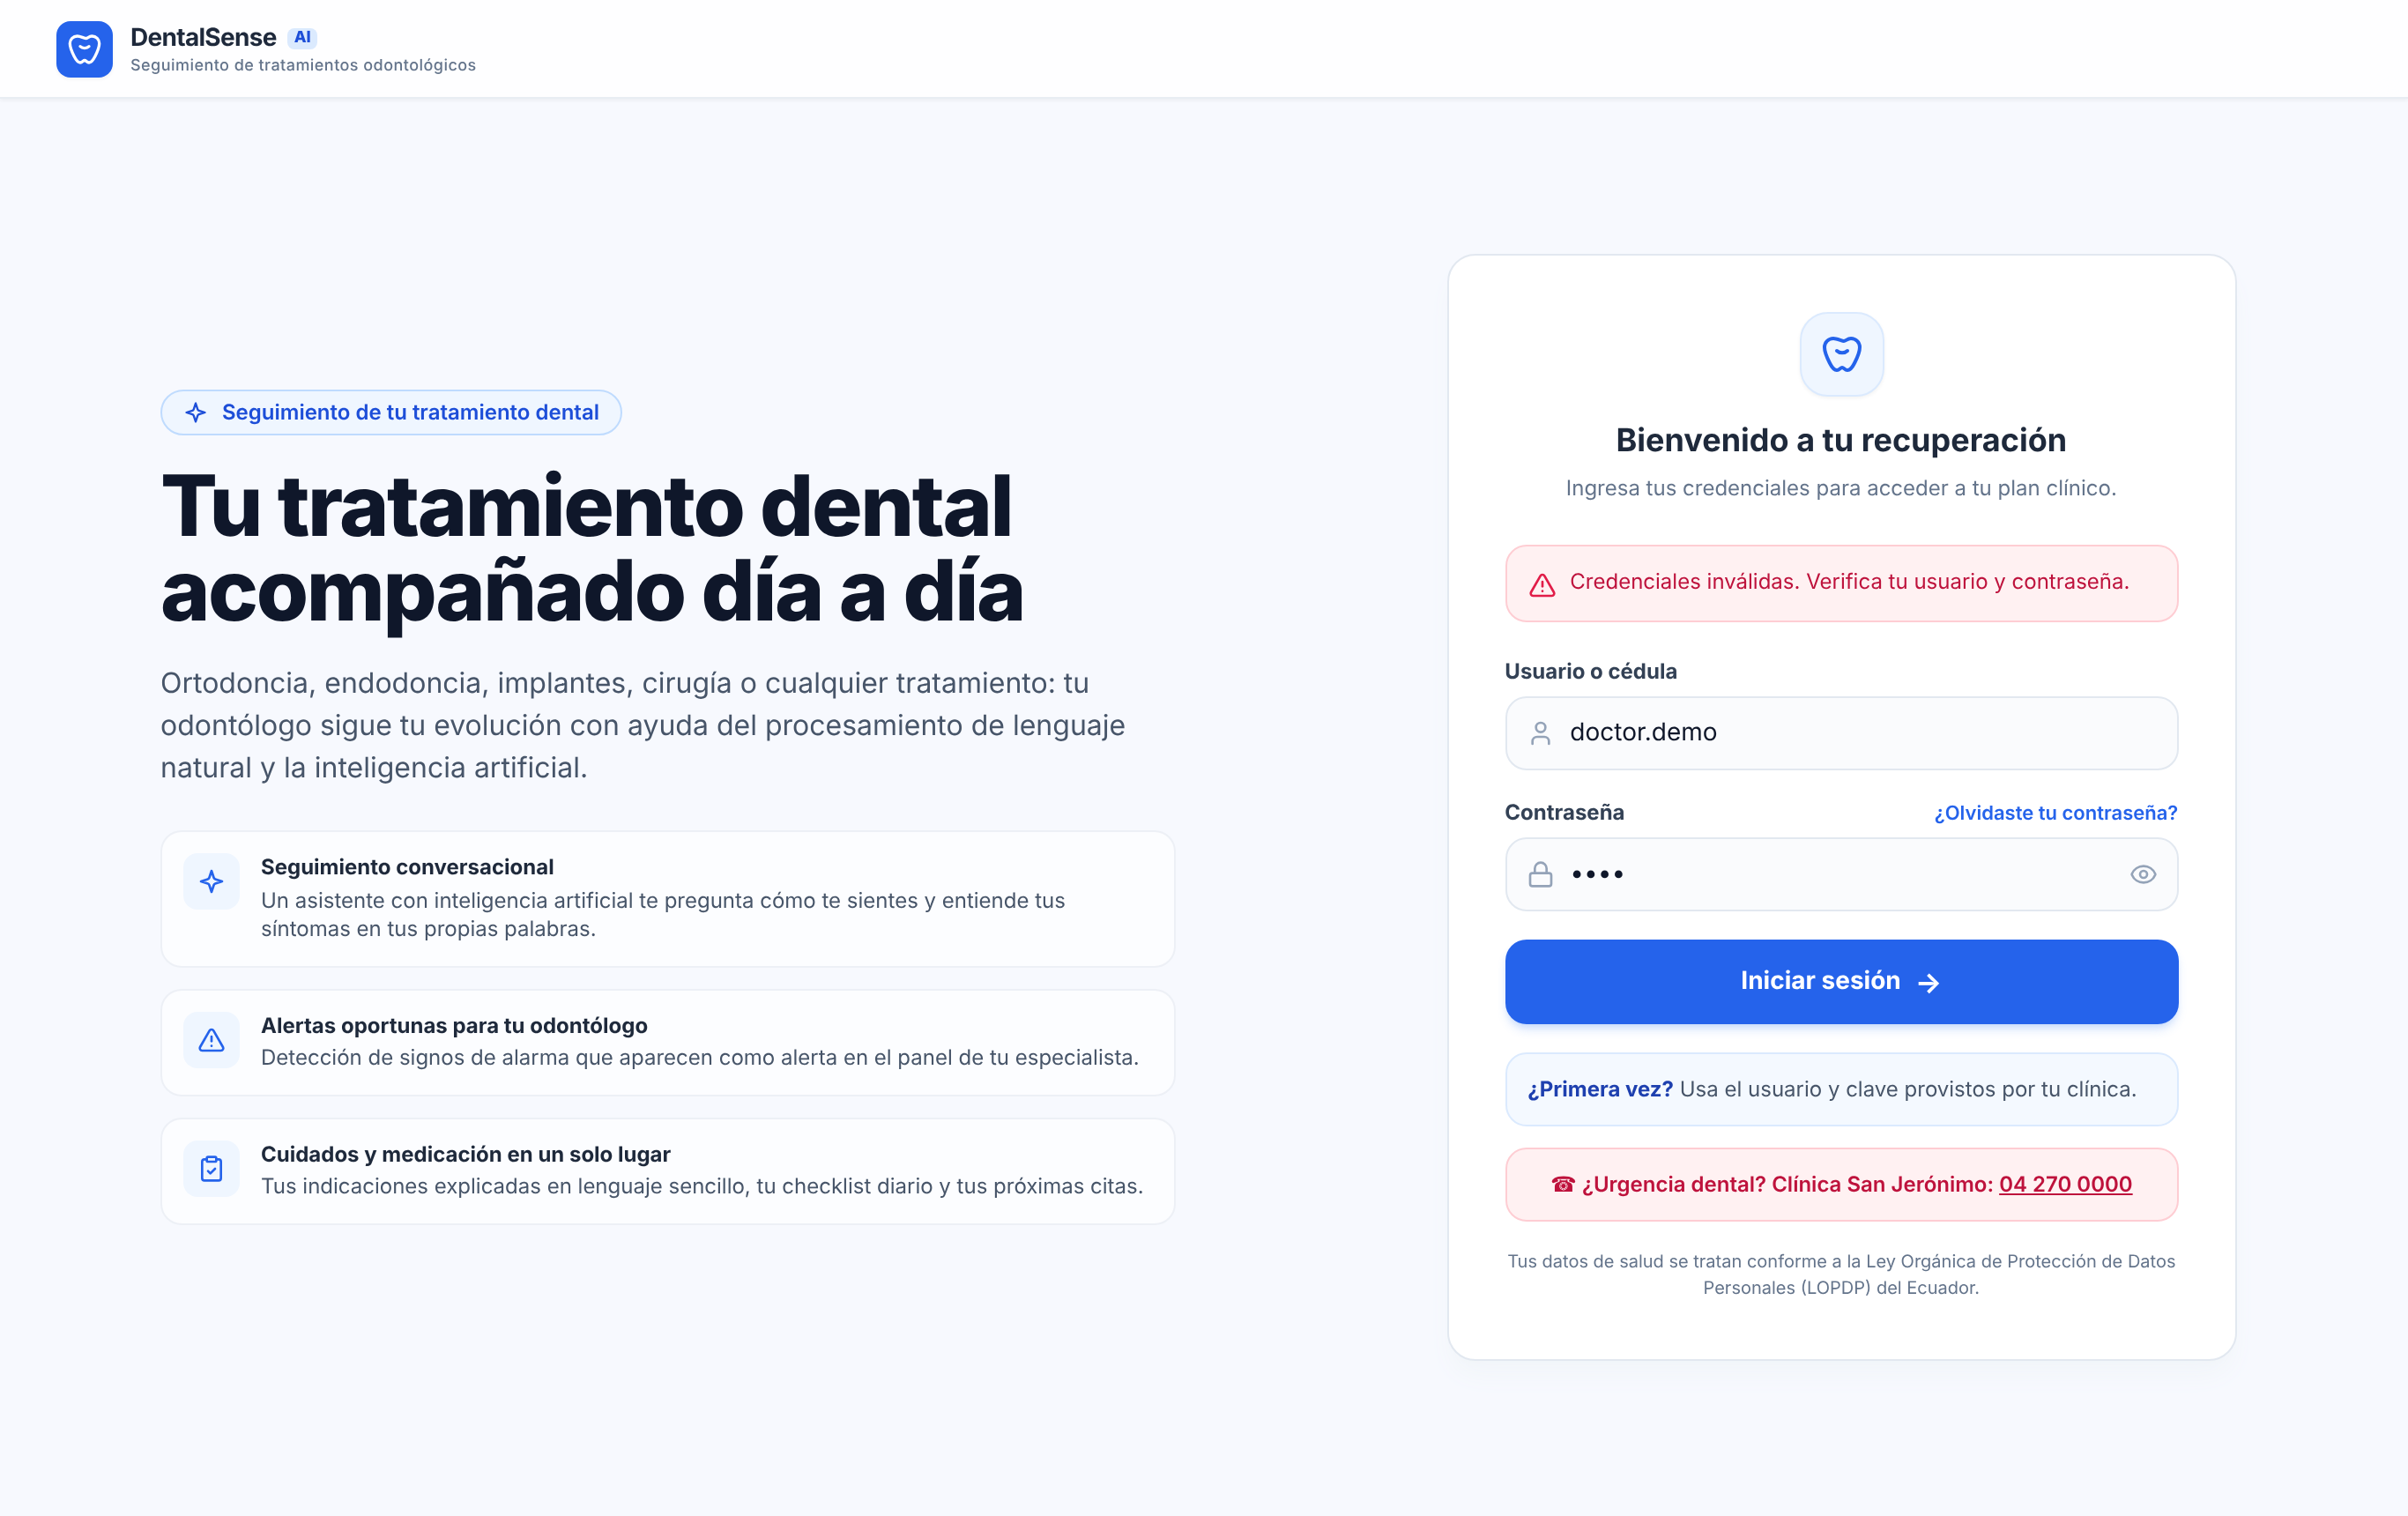 DentalSense AI
Seguimiento de tratamientos odontológicos
Seguimiento de tu tratamiento dental
Tu tratamiento dental
acompañado día a día
Ortodoncia, endodoncia, implantes, cirugía o cualquier tratamiento: tu
odontólogo sigue tu evolución con ayuda del procesamiento de lenguaje
natural y la inteligencia artificial.
Seguimiento conversacional
Un asistente con inteligencia artificial te pregunta cómo te sientes y entiende tus
síntomas en tus propias palabras.
Alertas oportunas para tu odontólogo
Detección de signos de alarma que aparecen como alerta en el panel de tu especialista.
Cuidados y medicación en un solo lugar
Tus indicaciones explicadas en lenguaje sencillo, tu checklist diario y tus próximas citas.
Bienvenido a tu recuperación
Ingresa tus credenciales para acceder a tu plan clínico.
Credenciales inválidas. Verifica tu usuario y contraseña.
Usuario o cédula
doctor.demo
Contraseña ¿Olvidaste tu contraseña?
••••
Iniciar sesión →
¿Primera vez? Usa el usuario y clave provistos por tu clínica.
☎ ¿Urgencia dental? Clínica San Jerónimo: 04 270 0000
Tus datos de salud se tratan conforme a la Ley Orgánica de Protección de Datos
Personales (LOPDP) del Ecuador.